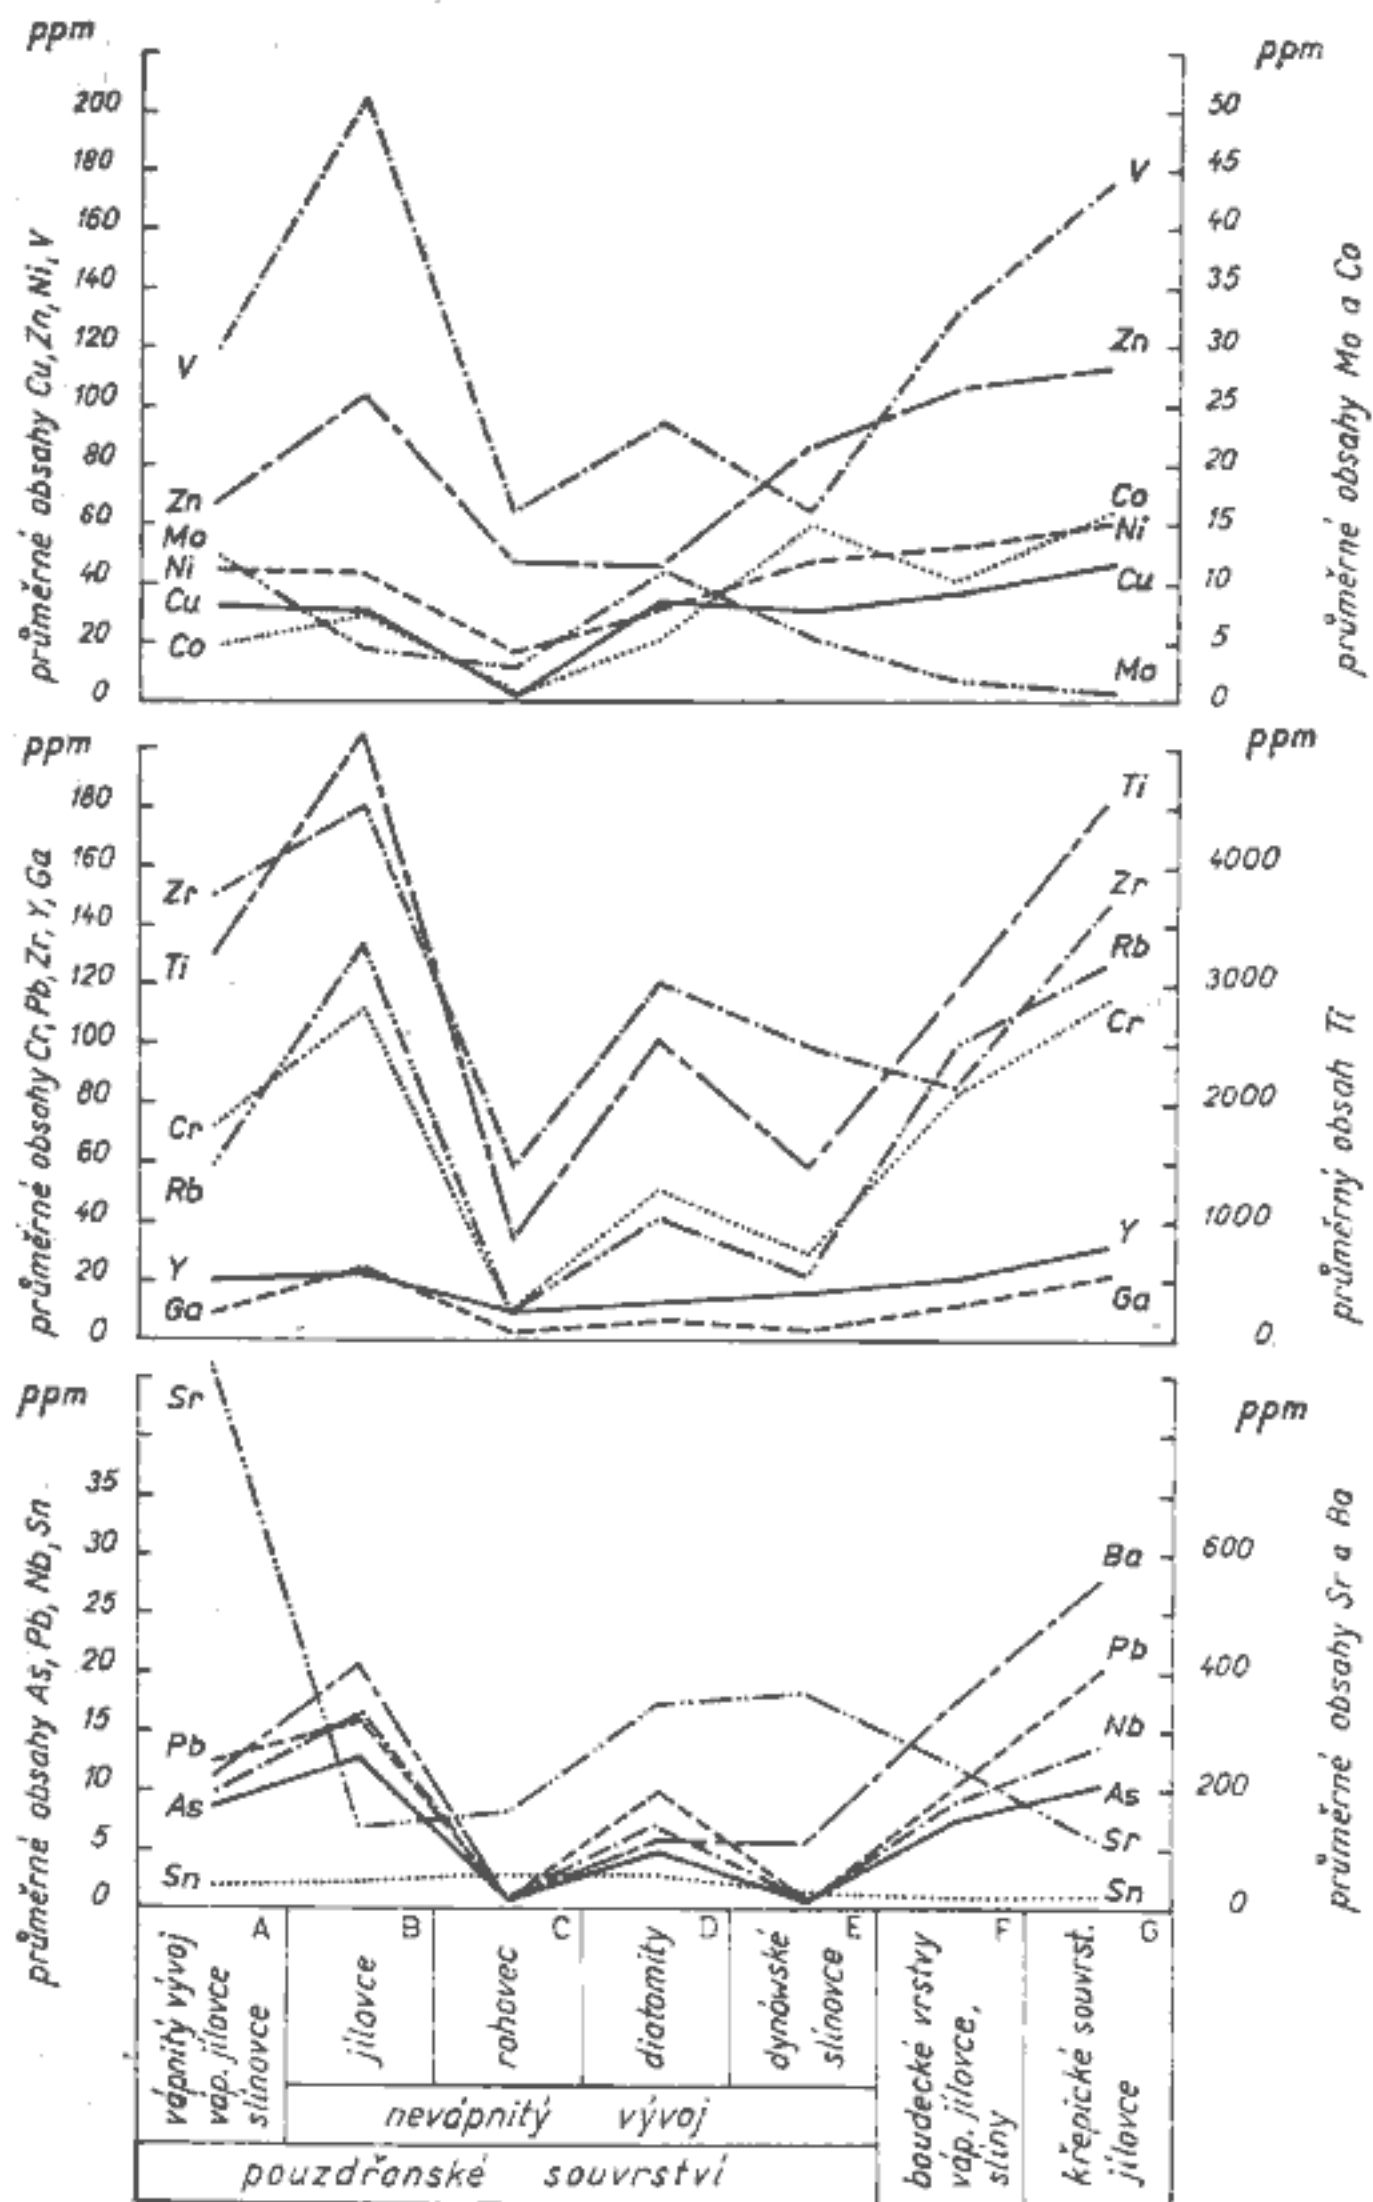 ppm
ppm
200
180
160
140
120
100
80
60
40
20
0
průměrné obsahy Cu, Zn, Ni, V
V
Zn
Mo
Ni
Cu
Co
V
Zn
Co
Ni
Cu
Mo
50
45
40
35
30
25
20
15
10
5
0
průměrné obsahy Mo a Co
ppm
ppm
180
160
140
120
100
80
60
40
20
0
průměrné obsahy Cr, Pb, Zr, Y, Ga
Zr
Ti
Cr
Rb
Y
Ga
Ti
Zr
Rb
Cr
Y
Ga
4000
3000
2000
1000
0
průměrný obsah Ti
ppm
ppm
35
30
25
20
15
10
5
0
průměrné obsahy As, Pb, Nb, Sn
Sr
Pb
As
Sn
Ba
Pb
Nb
As
Sr
Sn
600
400
200
0
průměrné obsahy Sr a Ba
A
B
C
D
E
F
G
vápnitý vývoj
váp. jílovce
slínovce
jílovce
rohovec
diatomity
dynówské
slínovce
boudecké vrstvy
váp. jílovce,
slíny
křepické souvrst.
jílovce
nevápnitý vývoj
pouzdřanské souvrství